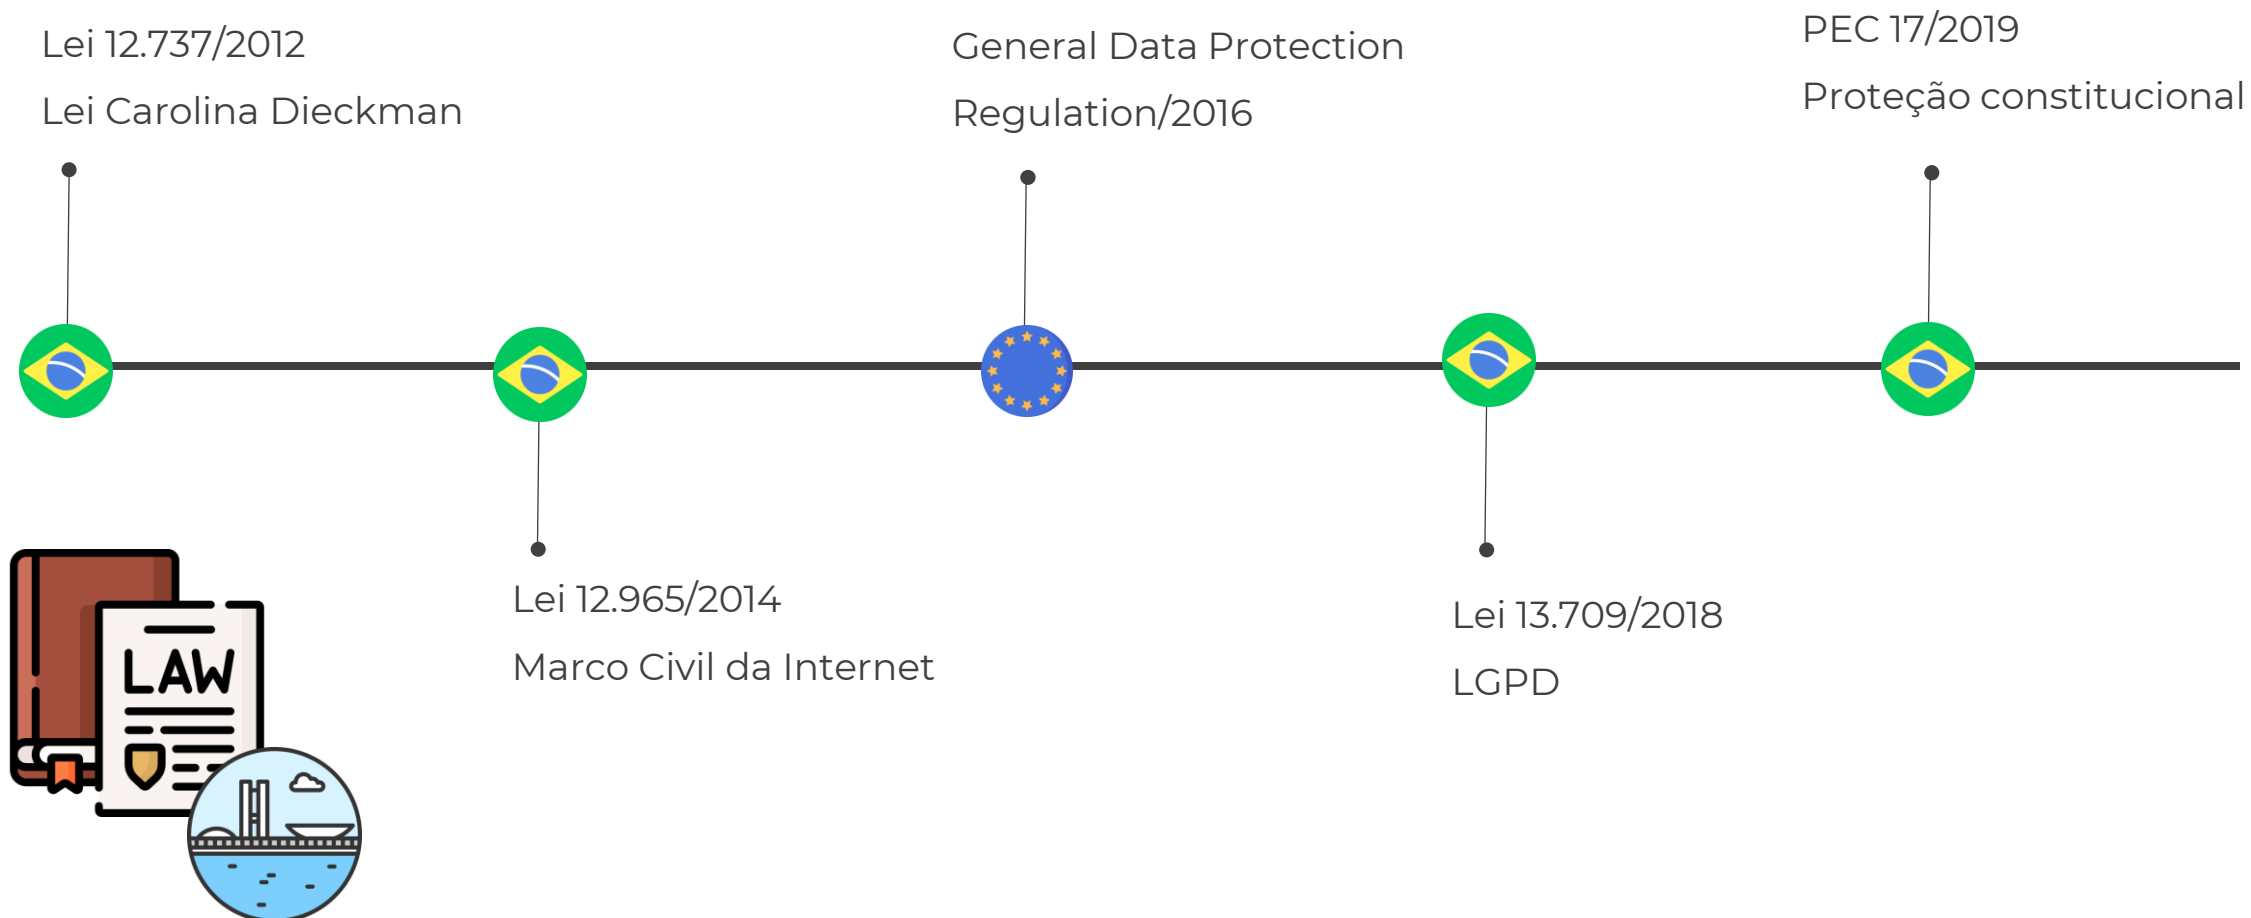 Lei 12.737/2012
Lei Carolina Dieckman
Lei 12.965/2014
Marco Civil da Internet
General Data Protection
Regulation/2016
Lei 13.709/2018
LGPD
PEC 17/2019
Proteção constitucional
LAW